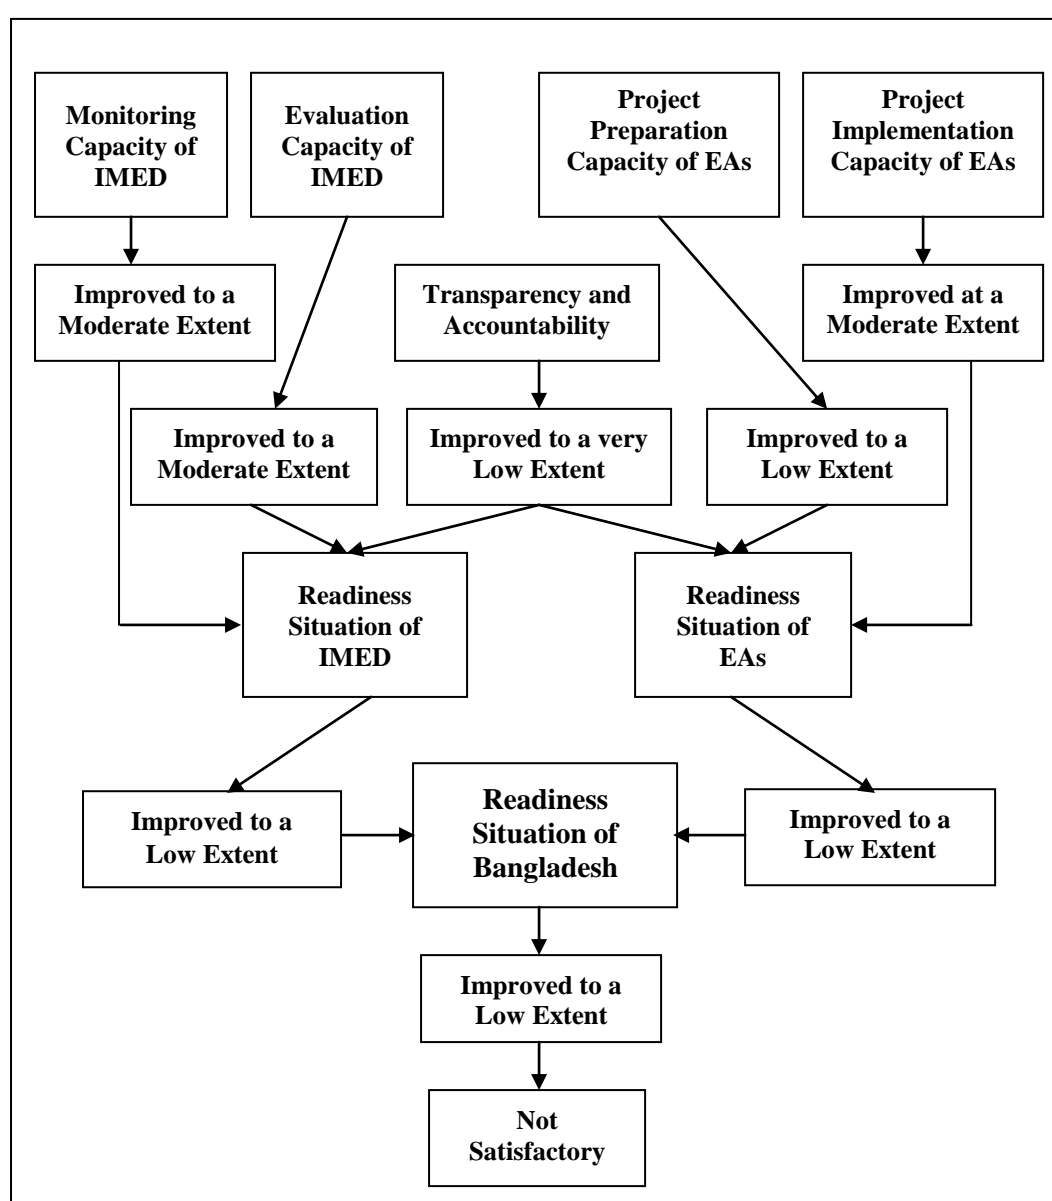 Monitoring
Capacity of
IMED
Evaluation
Capacity of
IMED
Project
Preparation
Capacity of EAs
Project
Implementation
Capacity of EAs
Improved to a
Moderate Extent
Transparency and
Accountability
Improved at a
Moderate Extent
Improved to a
Moderate Extent
Improved to a very
Low Extent
Improved to a
Low Extent
Readiness
Situation of
IMED
Readiness
Situation of
EAs
Improved to a
Low Extent
Readiness
Situation of
Bangladesh
Improved to a
Low Extent
Improved to a
Low Extent
Not
Satisfactory